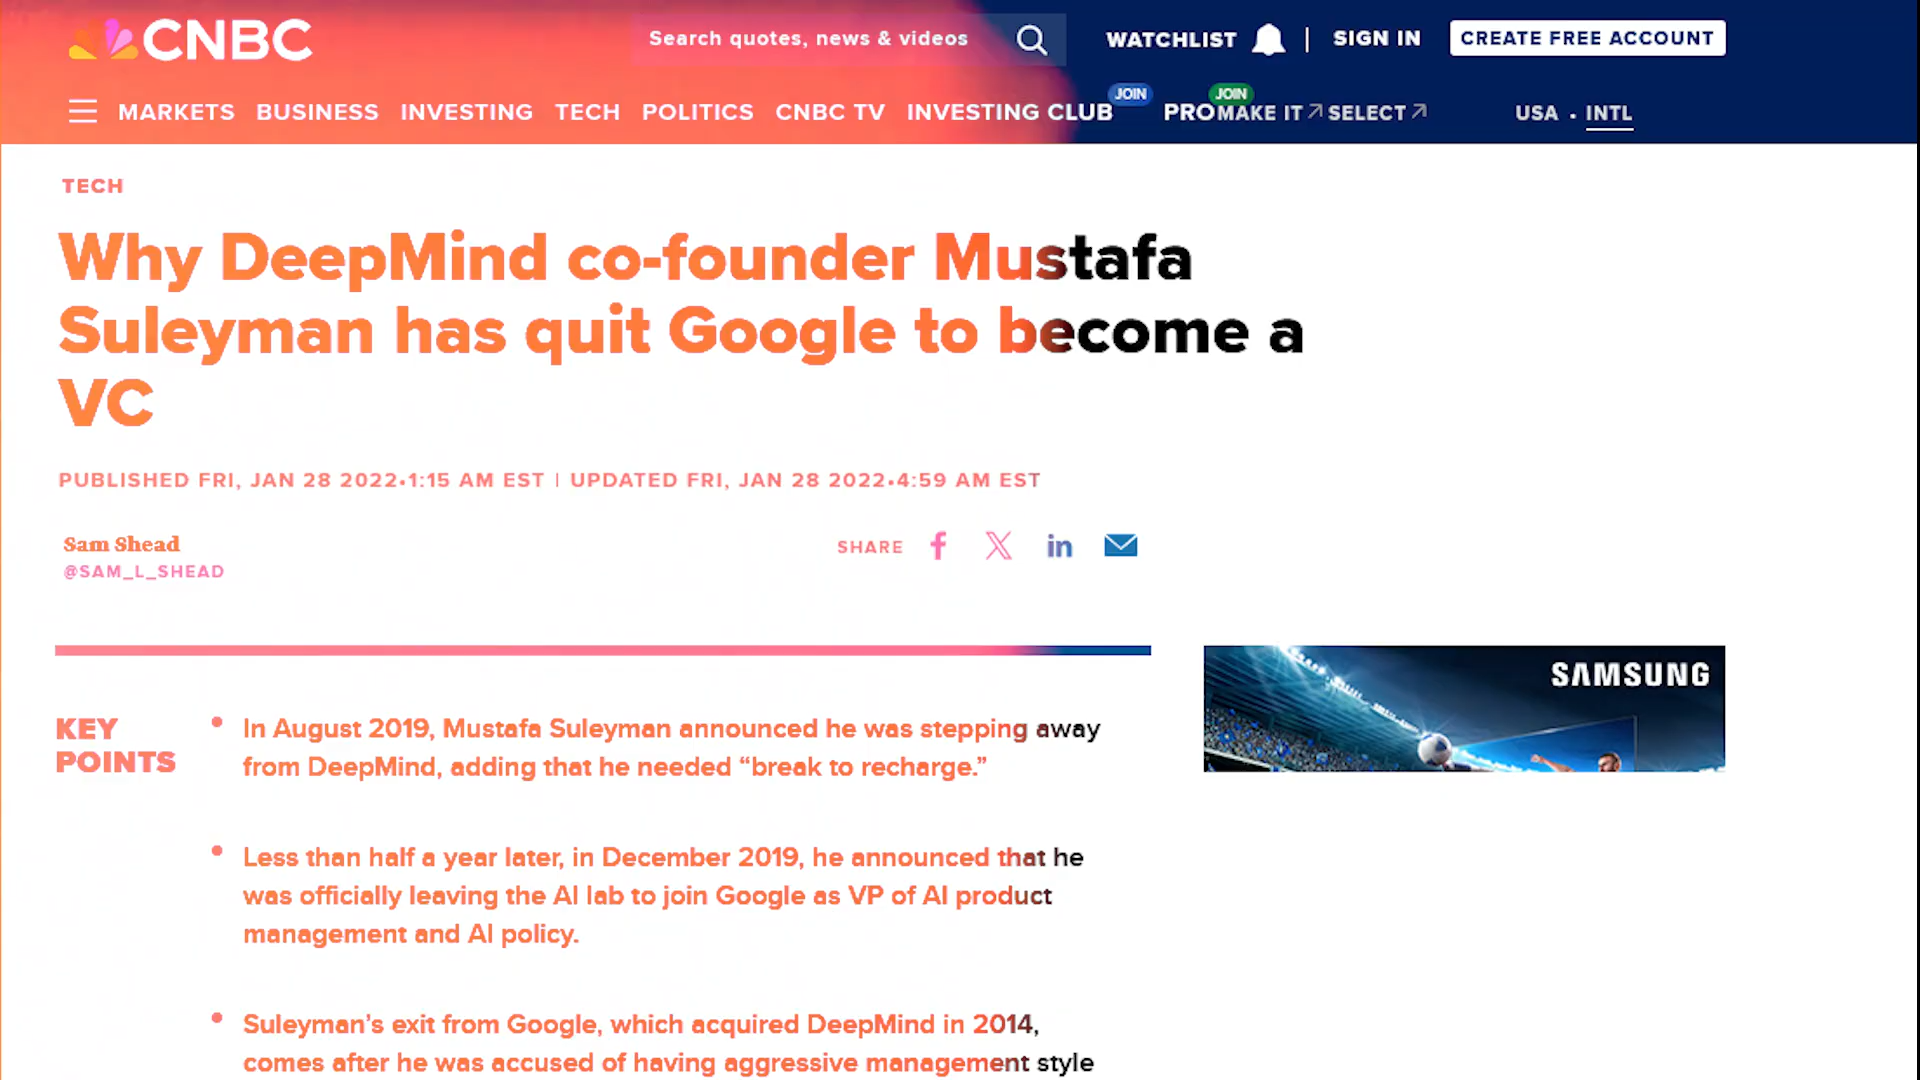 CNBC
Search quotes, news & videos
WATCHLIST
SIGN IN
CREATE FREE ACCOUNT
MARKETS BUSINESS INVESTING TECH POLITICS CNBC TV INVESTING CLUB JOIN PRO JOIN MAKE IT SELECT USA • INTL
TECH
Why DeepMind co-founder Mustafa
Suleyman has quit Google to become a
VC
PUBLISHED FRI, JAN 28 2022•1:15 AM EST | UPDATED FRI, JAN 28 2022•4:59 AM EST
Sam Shead
@SAM_L_SHEAD
SHARE
SAMSUNG
KEY
POINTS
• In August 2019, Mustafa Suleyman announced he was stepping away
from DeepMind, adding that he needed “break to recharge.”
• Less than half a year later, in December 2019, he announced that he
was officially leaving the AI lab to join Google as VP of AI product
management and AI policy.
• Suleyman’s exit from Google, which acquired DeepMind in 2014,
comes after he was accused of having aggressive management style